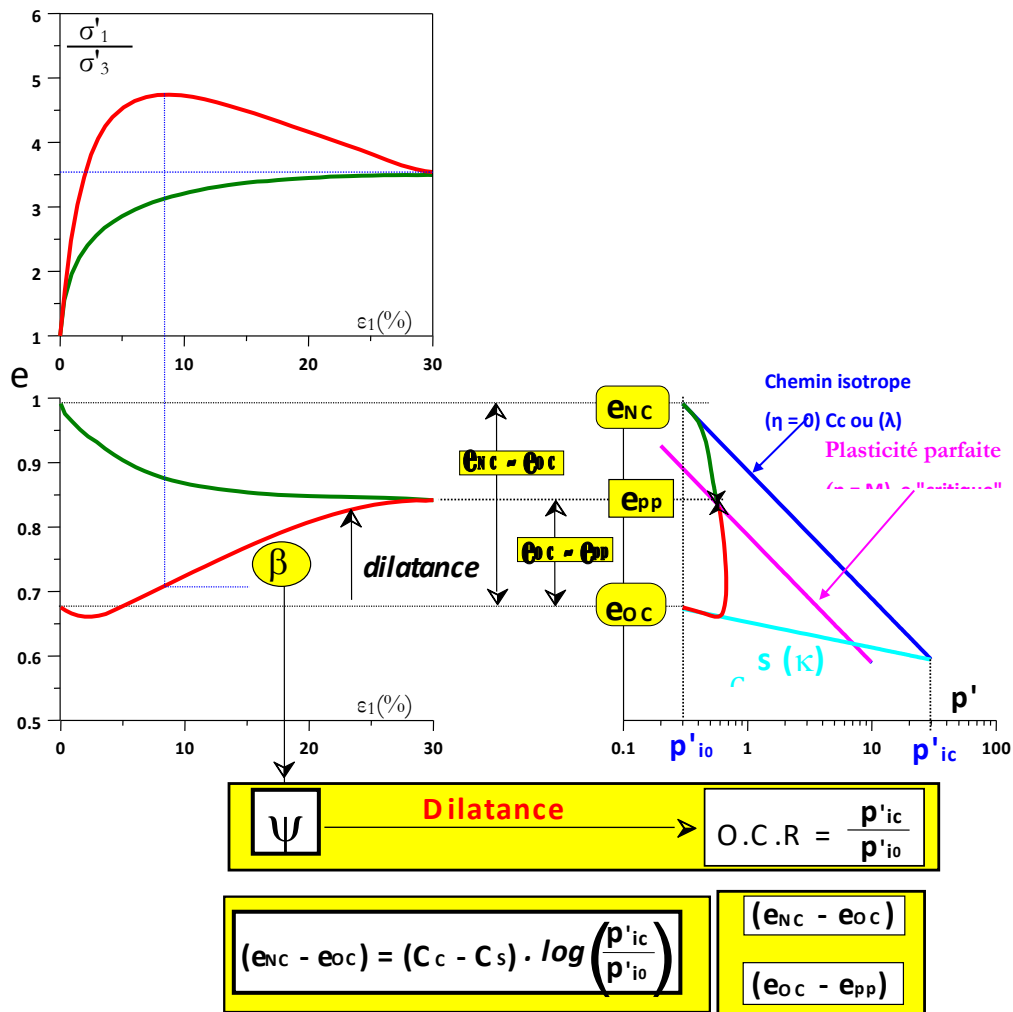 6
σ'1
σ'3
5
4
3
2
ε1(%)
1
0
10
20
30
e
1
0.9
0.8
0.7
0.6
0.5
eNC - eOC
eOC - epp
β
dilatance
ε1(%)
0
10
20
30
eNC
epp
eOC
Chemin isotrope
(η = 0) Cc ou (λ)
Plasticité parfaite
(η = M) e "critique"
s (κ)
p'
0.1
p'i0
1
10
p'ic
100
ψ
Dilatance
O.C.R = p'ic
p'i0
(eNC - eOC) = (CC - CS) · log(p'ic
p'i0)
(eNC - eOC)
(eOC - epp)